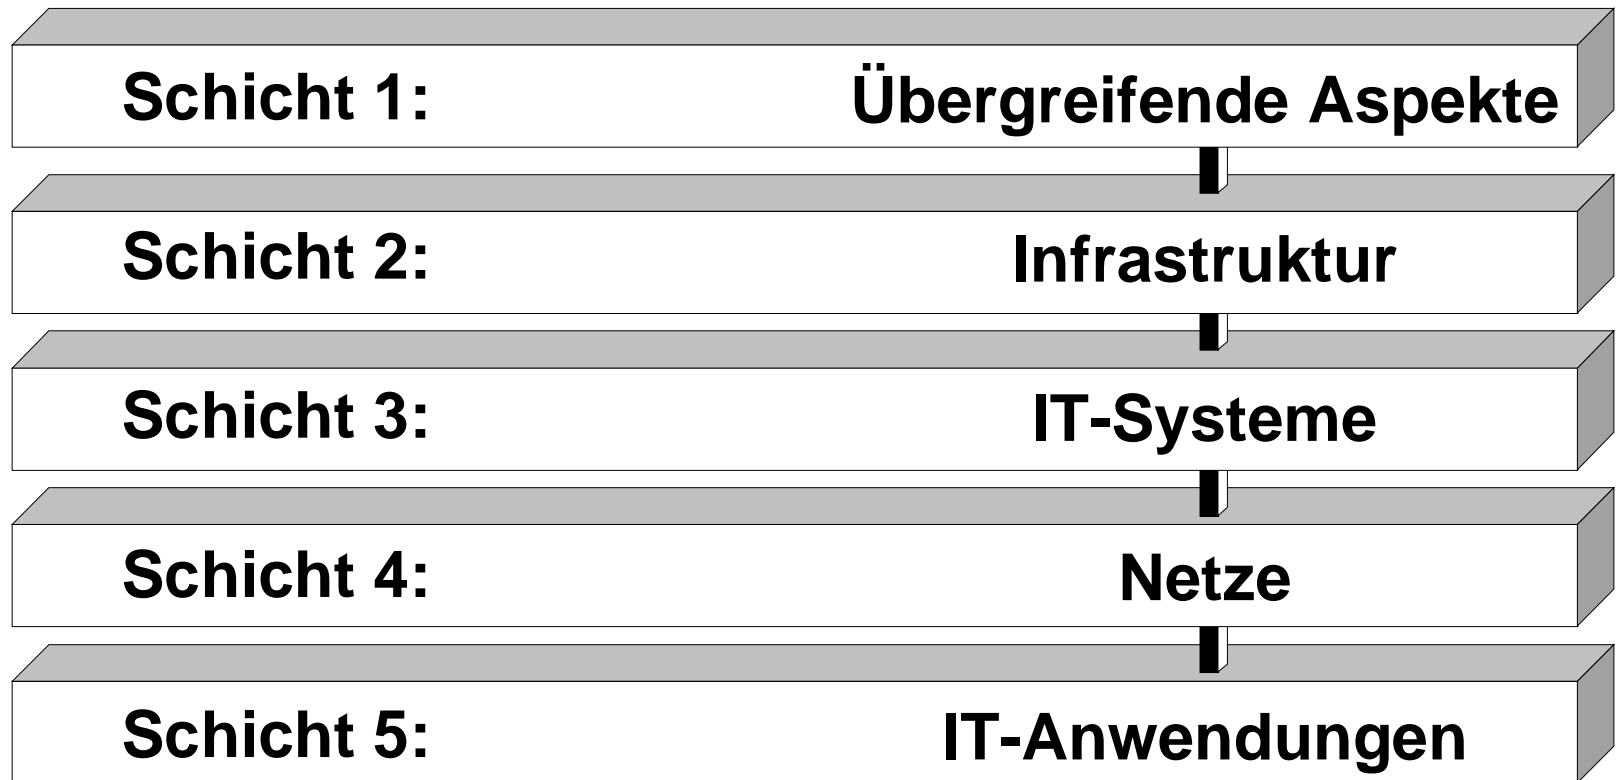 Schicht 1: Übergreifende Aspekte
Schicht 2: Infrastruktur
Schicht 3: IT-Systeme
Schicht 4: Netze
Schicht 5: IT-Anwendungen